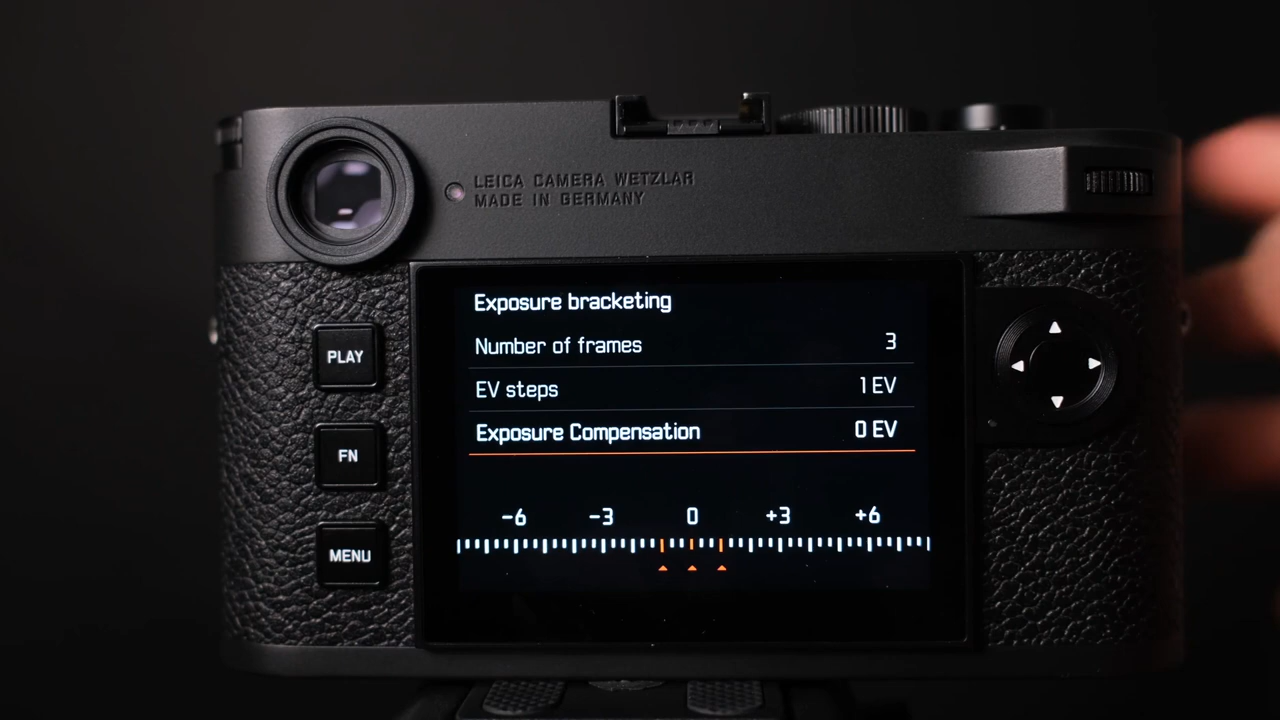 LEICA CAMERA WETZLAR
MADE IN GERMANY
Exposure bracketing
Number of frames 3
EV steps 1 EV
Exposure Compensation 0 EV
-6 -3 0 +3 +6
PLAY
FN
MENU